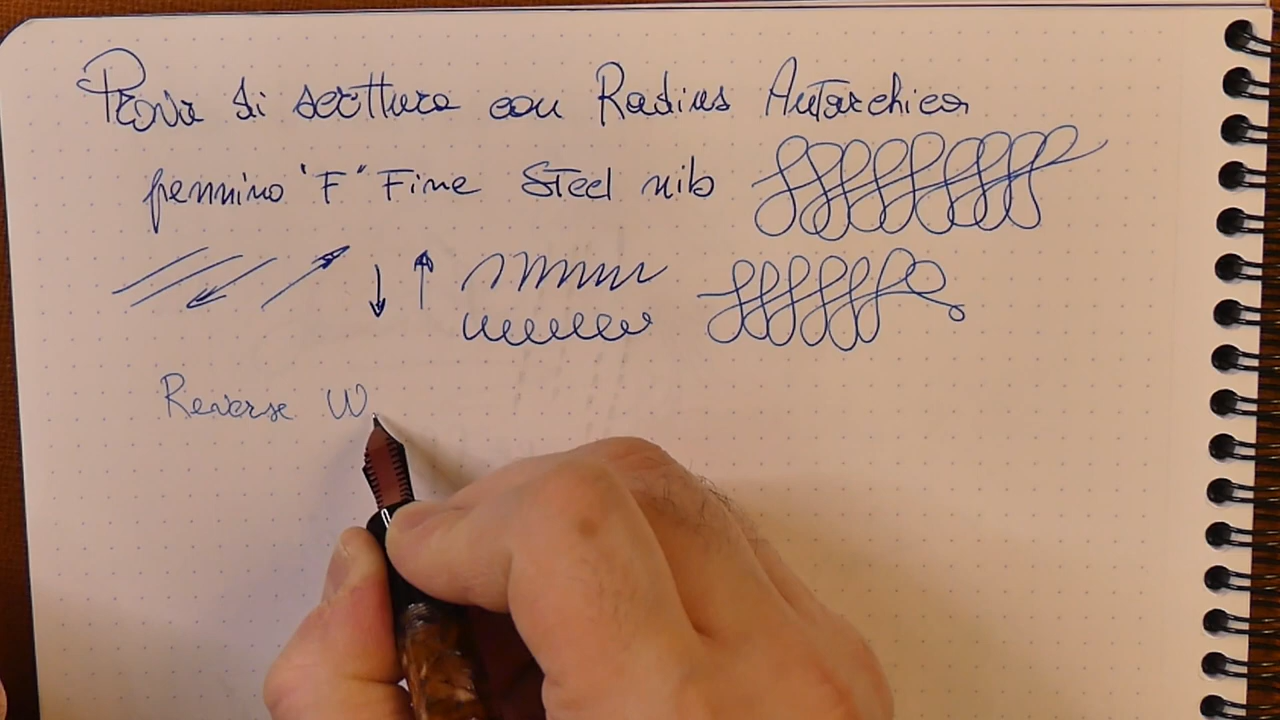 Prova di scrittura con Radius Autarchica
pennino "F" Fine Steel nib
Reverse W